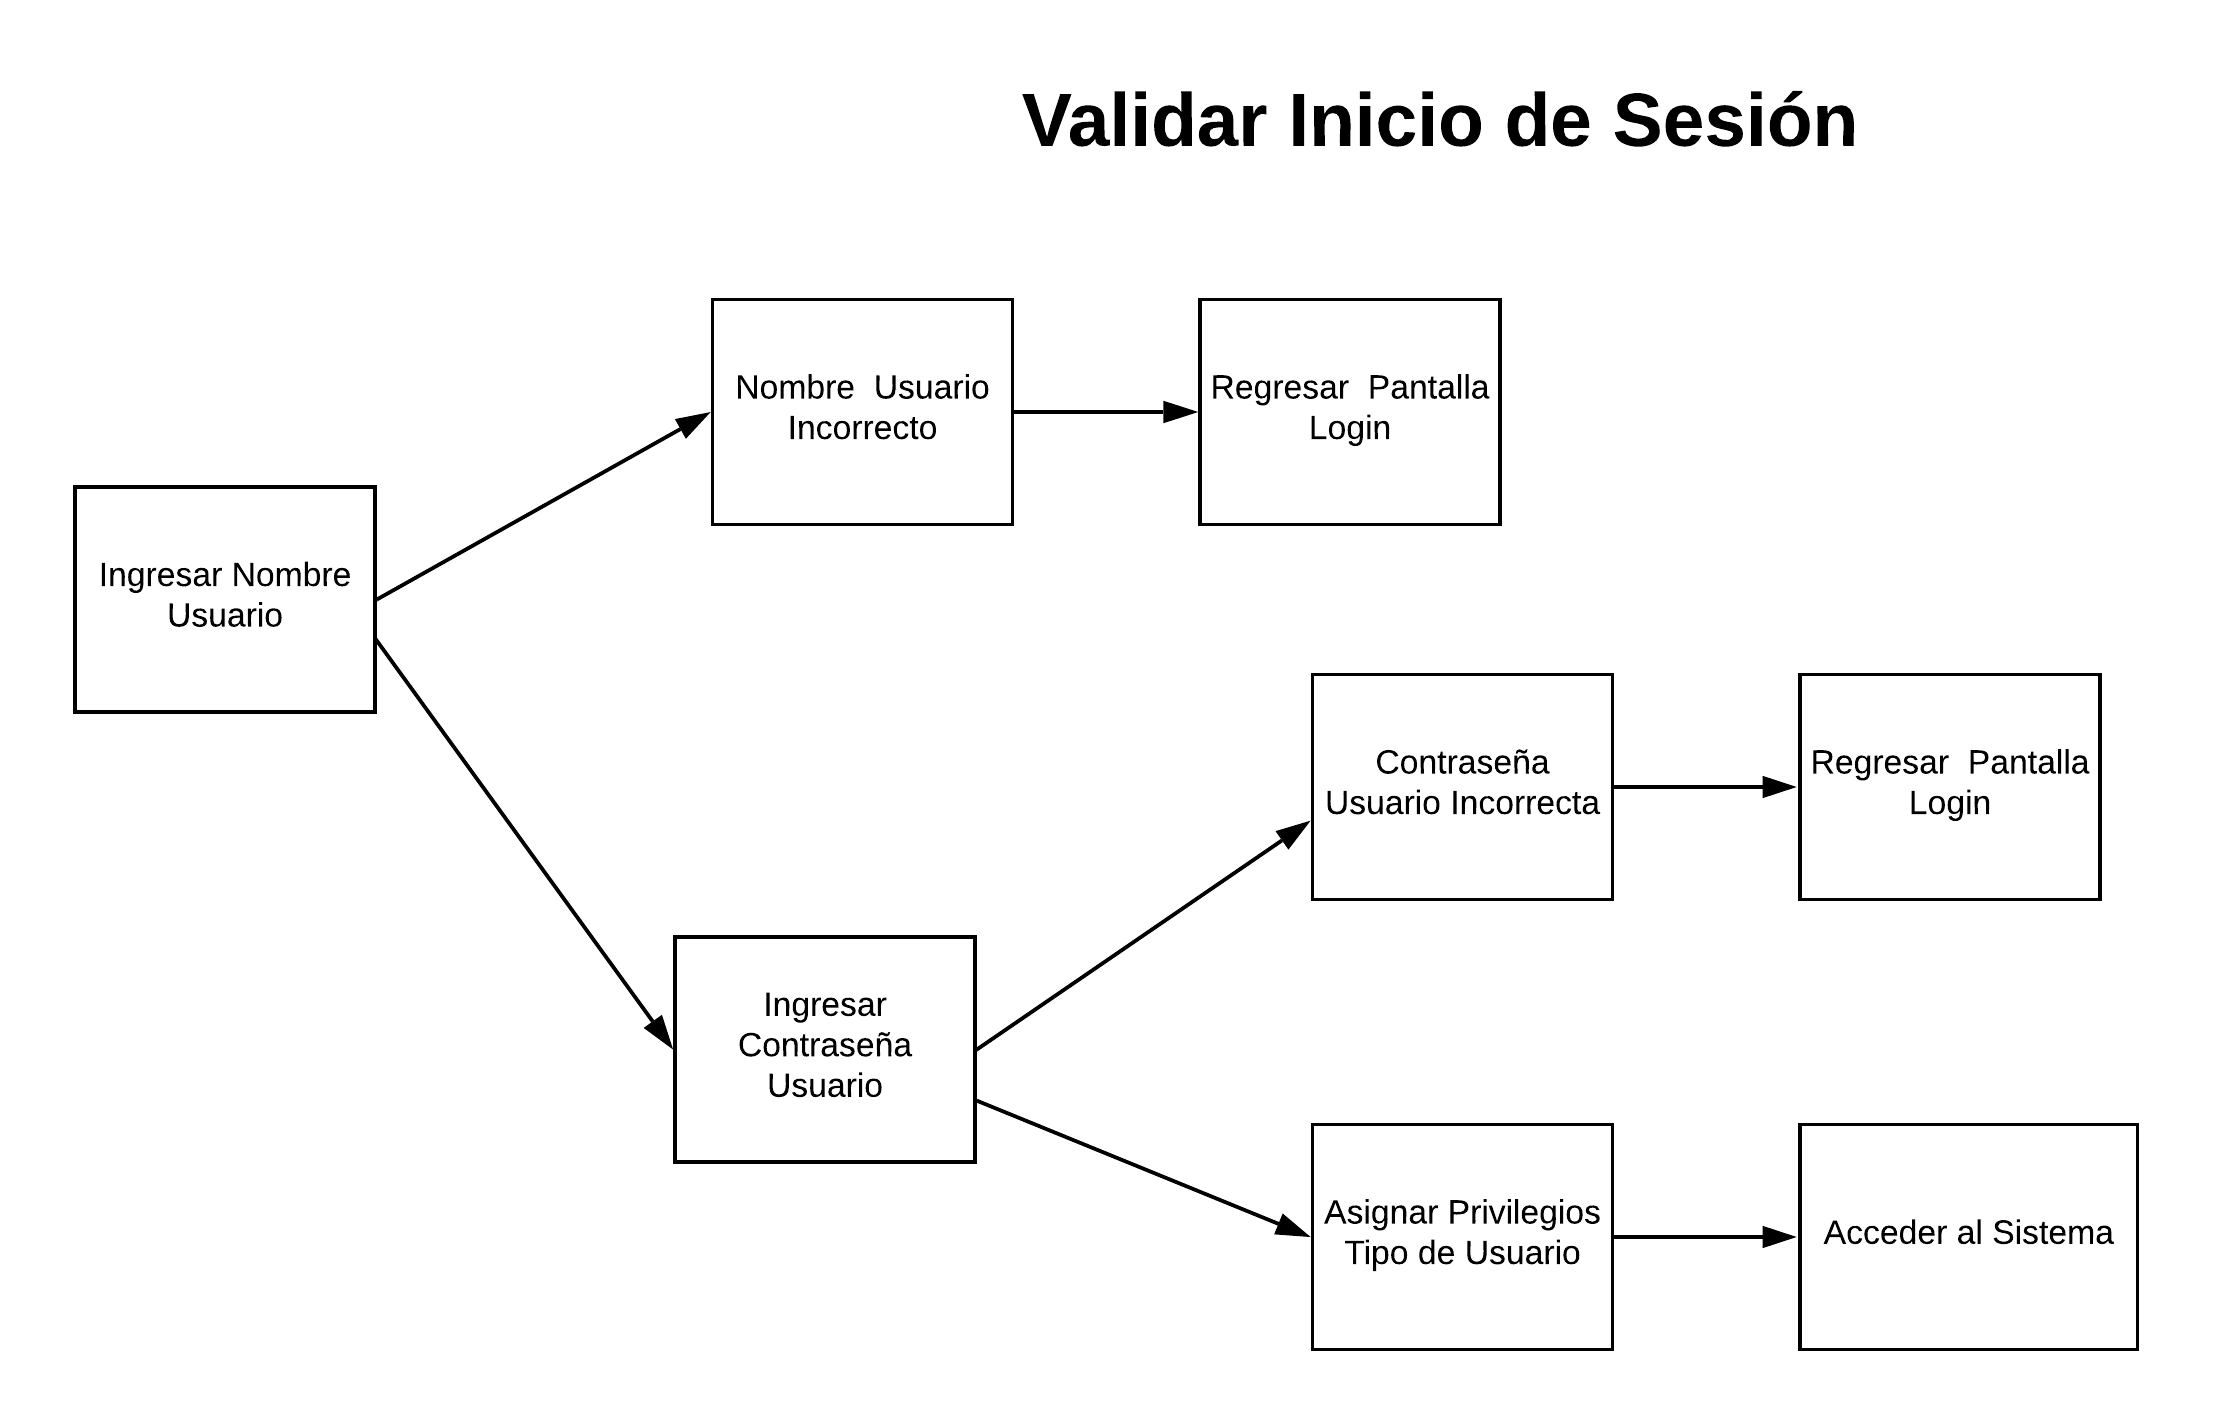 Validar Inicio de Sesión
Nombre  Usuario
Incorrecto
Regresar  Pantalla
Login
Ingresar Nombre
Usuario
Contraseña
Usuario Incorrecta
Regresar  Pantalla
Login
Ingresar
Contraseña
Usuario
Asignar Privilegios
Tipo de Usuario
Acceder al Sistema